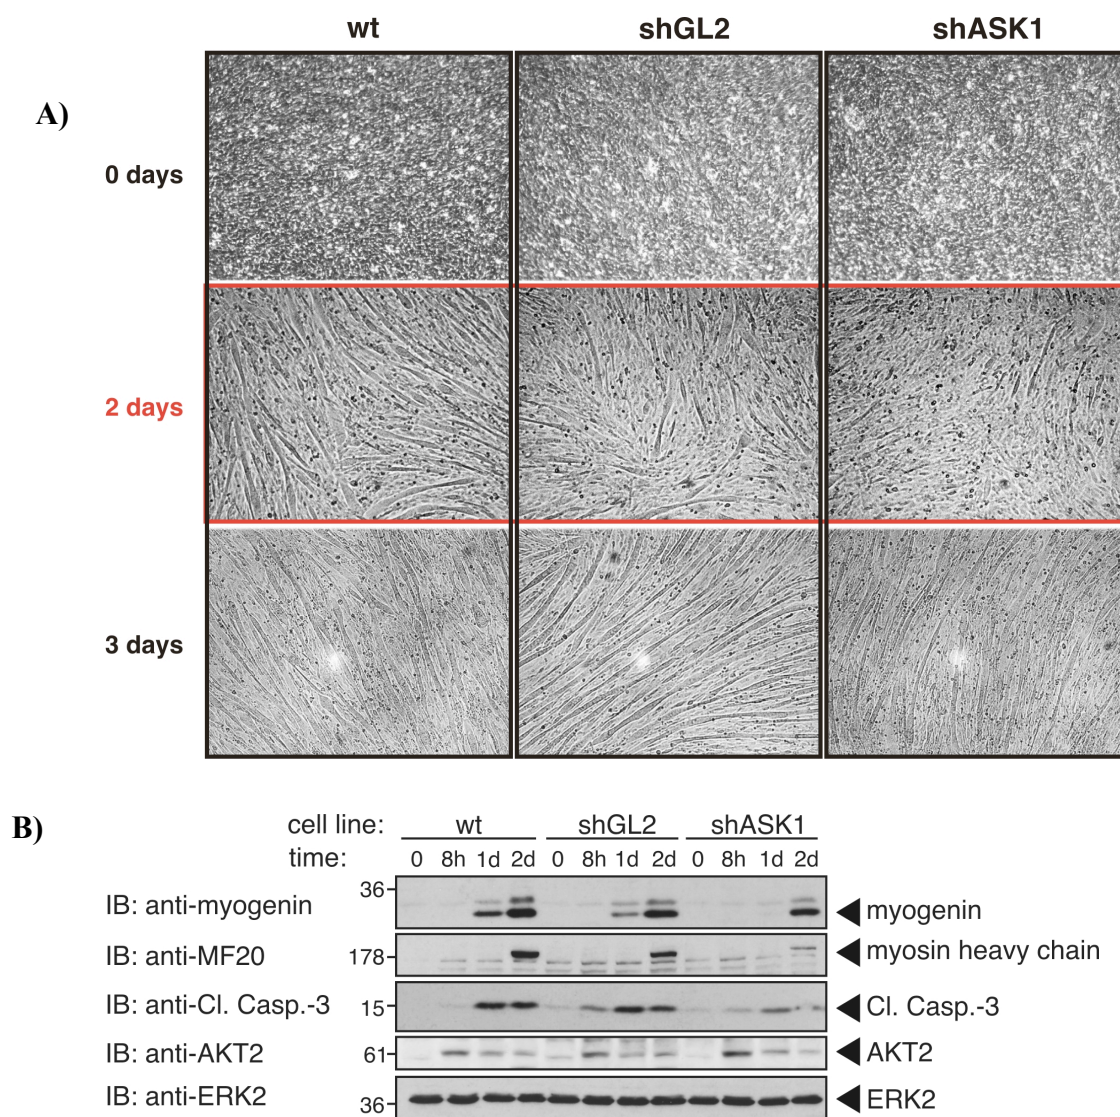 wt shGL2 shASK1
A)
0 days
2 days
3 days
B)
cell line: wt shGL2 shASK1
time: 0 8h 1d 2d 0 8h 1d 2d 0 8h 1d 2d
36
IB: anti-myogenin myogenin
IB: anti-MF20 178 myosin heavy chain
IB: anti-Cl. Casp.-3 15 Cl. Casp.-3
IB: anti-AKT2 61 AKT2
IB: anti-ERK2 36 ERK2